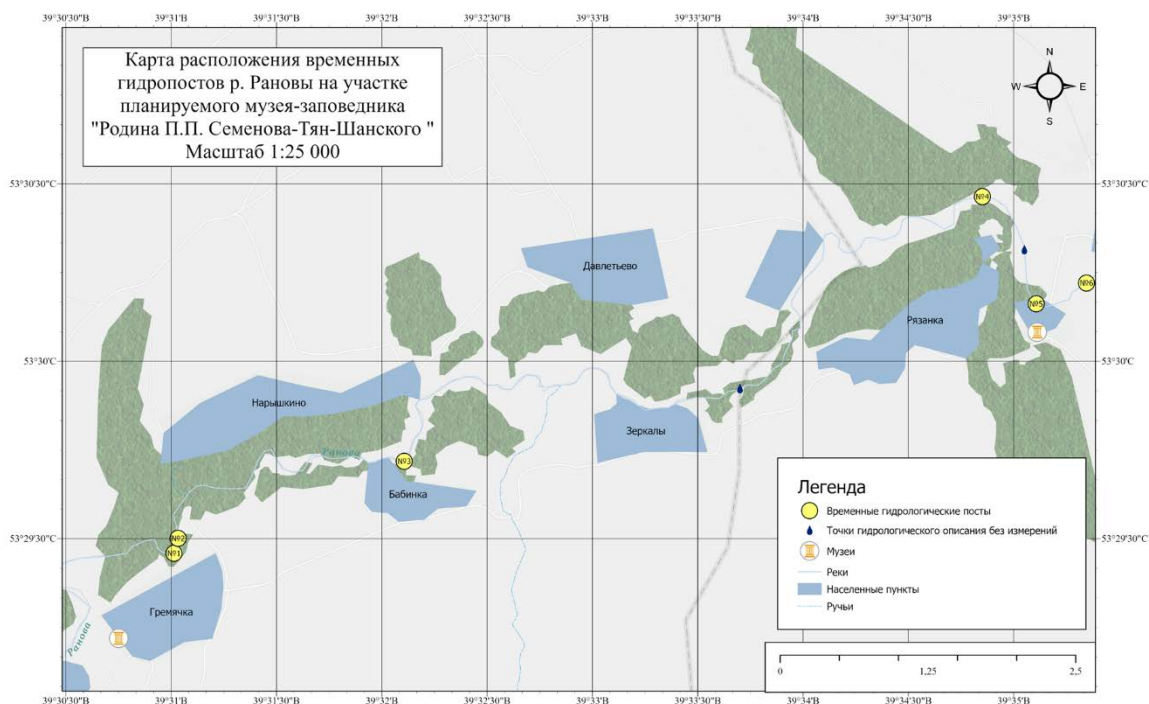 39°30'30"В 39°31'В 39°31'30"В 39°32'В 39°32'30"В 39°33'В 39°33'30"В 39°34'В 39°34'30"В 39°35'В
Карта расположения временных
гидропостов р. Рановы на участке
планируемого музея-заповедника
"Родина П.П. Семенова-Тян-Шанского "
Масштаб 1:25 000
N
W E
S
53°30'30"С 53°30'30"С
№4
Давлетьево
№6
№5
Рязанка
53°30'С 53°30'С
Нарышкино
Зеркалы
Ранова
№3
Бабинка
53°29'30"С 53°29'30"С
№2
№1
Гремячка
Ранова
Легенда
Временные гидрологические посты
Точки гидрологического описания без измерений
Музеи
Реки
Населенные пункты
Ручьи
0 1,25 2,5
39°30'30"В 39°31'В 39°31'30"В 39°32'В 39°32'30"В 39°33'В 39°33'30"В 39°34'В 39°34'30"В 39°35'В